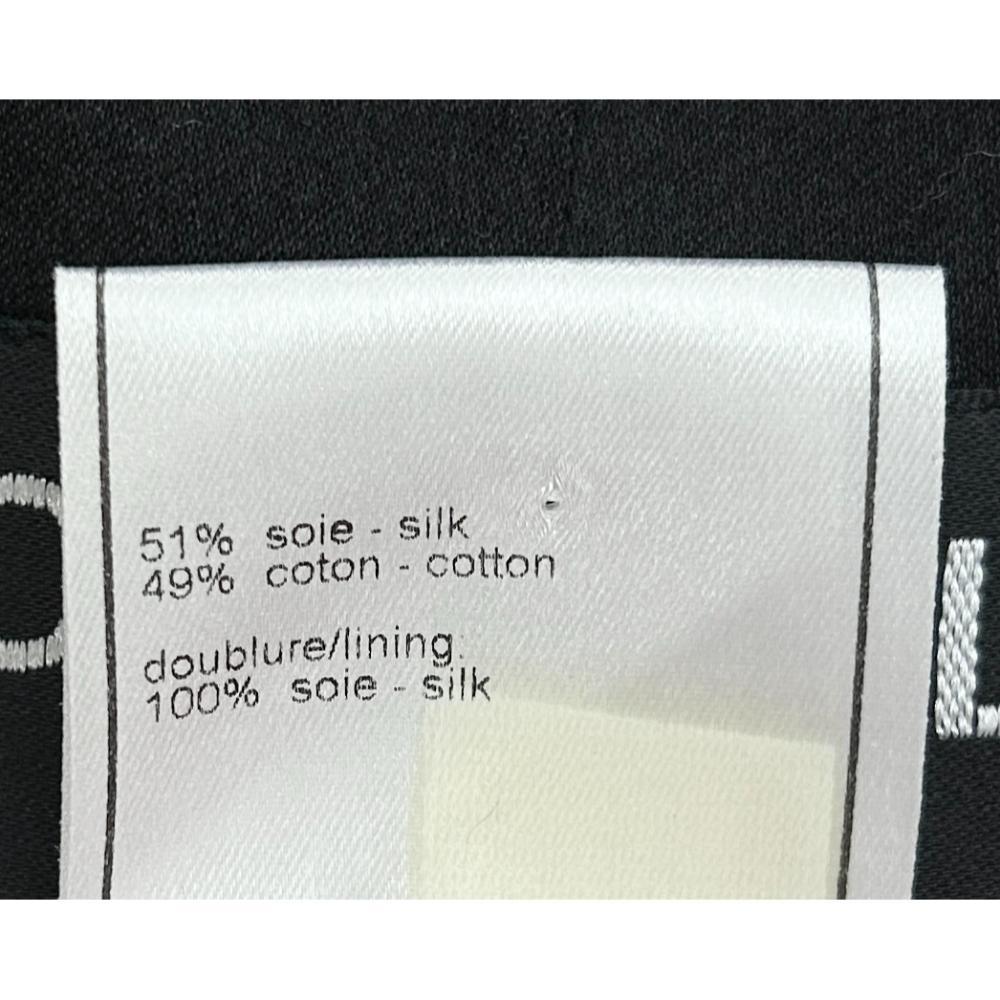 51% soie - silk
49% coton - cotton
doublure/lining:
100% soie - silk